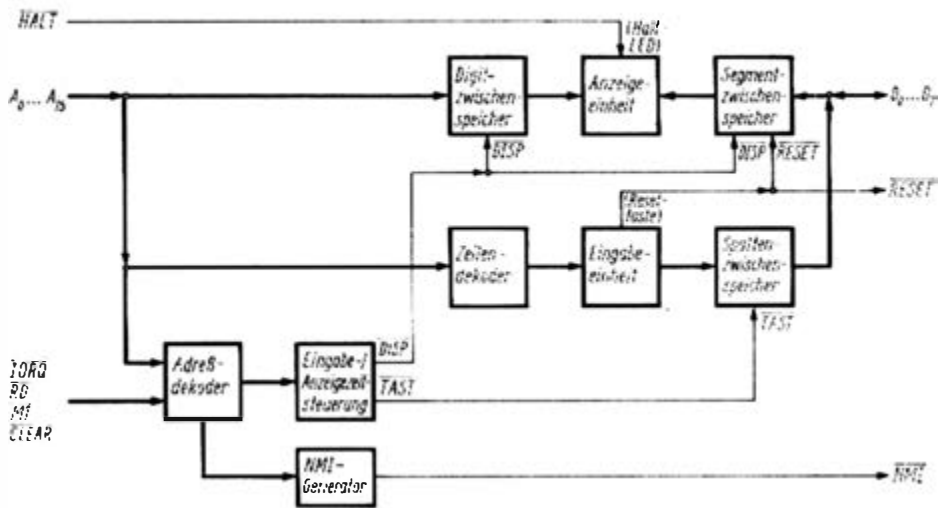 HALT
(Halt-
LED)
Digit-
zwischen-
speicher
Anzeige-
einheit
Segment-
zwischen-
speicher
A0 ... A15
D0 ... D7
DISP
DISP
RESET
RESET
(Reset-
taste)
Zeilen-
dekoder
Eingabe-
einheit
Spalten-
zwischen-
speicher
TAST
IORQ
RD
M1
CLEAR
Adreß-
dekoder
Eingabe-/
Anzeigezeit-
steuerung
DISP
TAST
NMI-
Generator
NMI